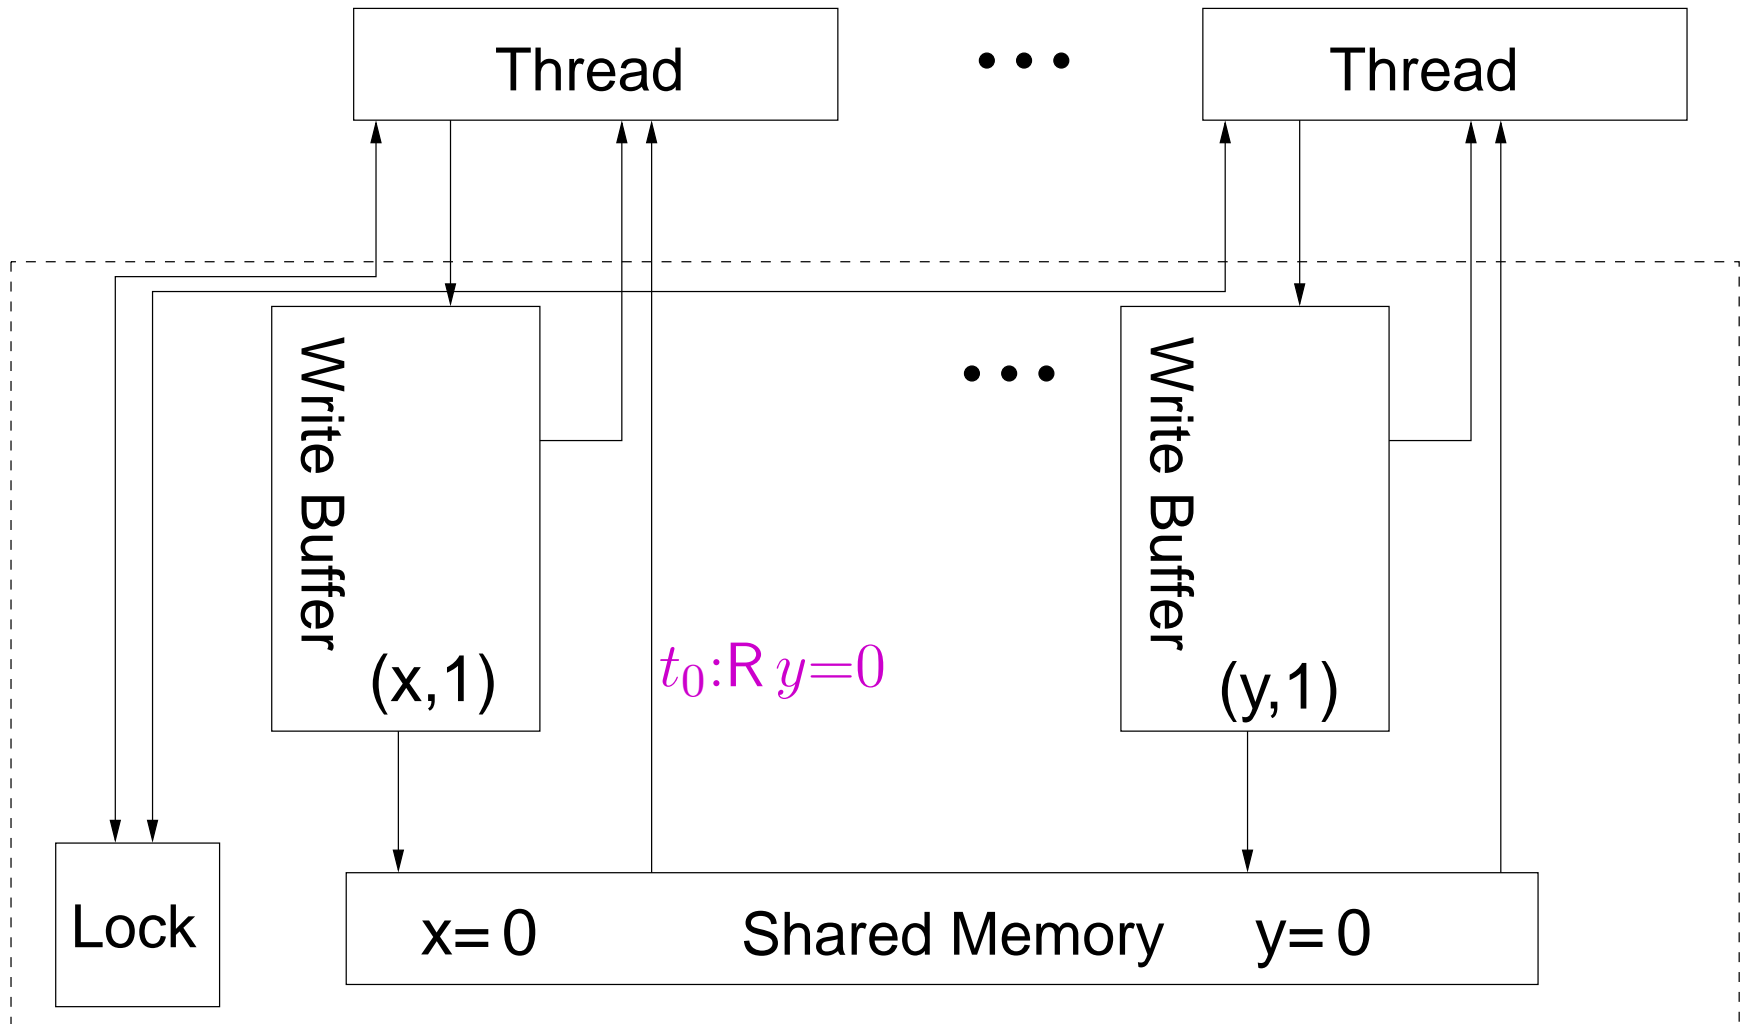 Thread
Thread
Write Buffer
Write Buffer
(x,1)
t₀:R y=0
(y,1)
Lock
x= 0
Shared Memory
y= 0